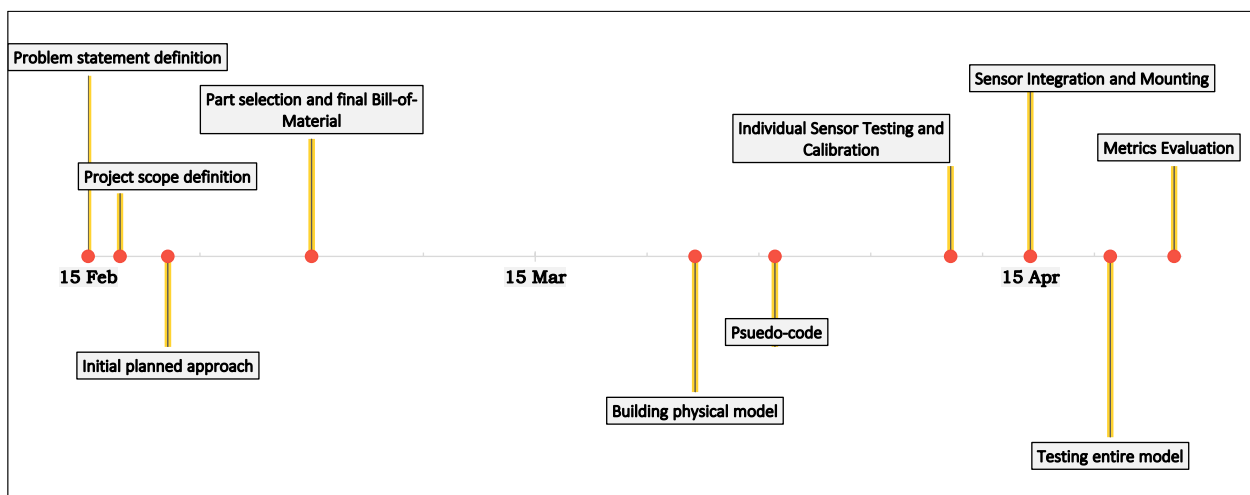 Problem statement definition
Part selection and final Bill-of-
Material
Project scope definition
Individual Sensor Testing and
Calibration
Sensor Integration and Mounting
Metrics Evaluation
15 Feb
15 Mar
15 Apr
Initial planned approach
Psuedo-code
Building physical model
Testing entire model